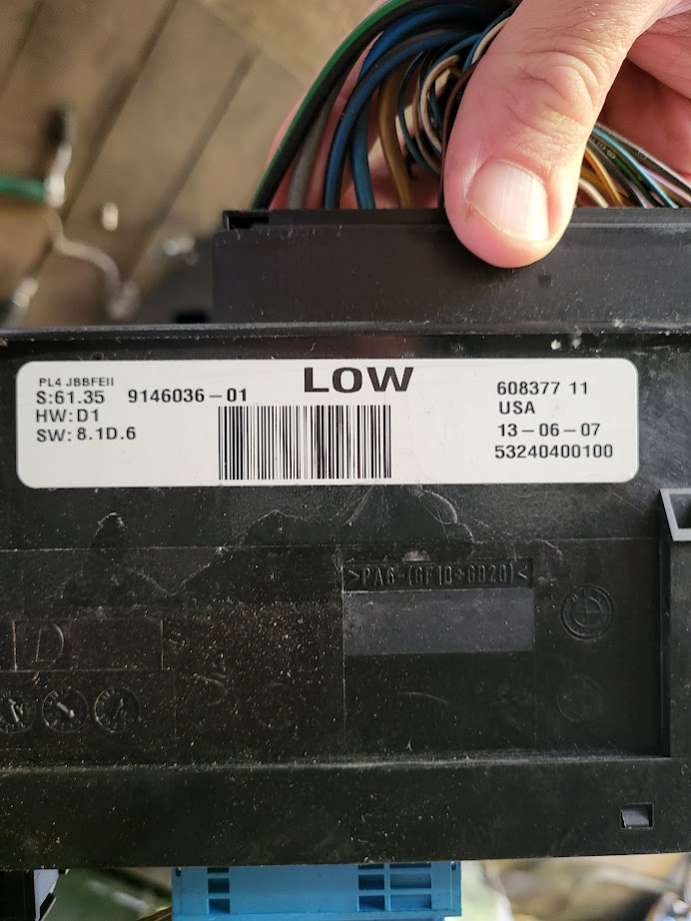 LOW
PL4 JBBFEII
S:61.35 9146036-01
HW: D1
SW: 8.1D.6
608377 11
USA
13-06-07
53240400100
>PA6-(GF10+GB20)<
D